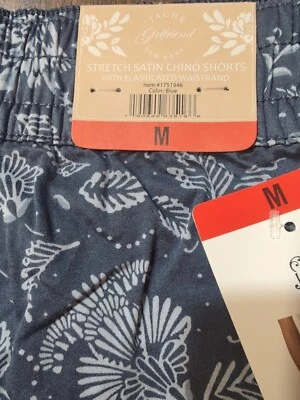 JACHS
Girlfriend
NEW YORK
STRETCH SATIN CHINO SHORTS
WITH ELASTICATED WAISTBAND
Item #1751946
Color: Blue
M
M